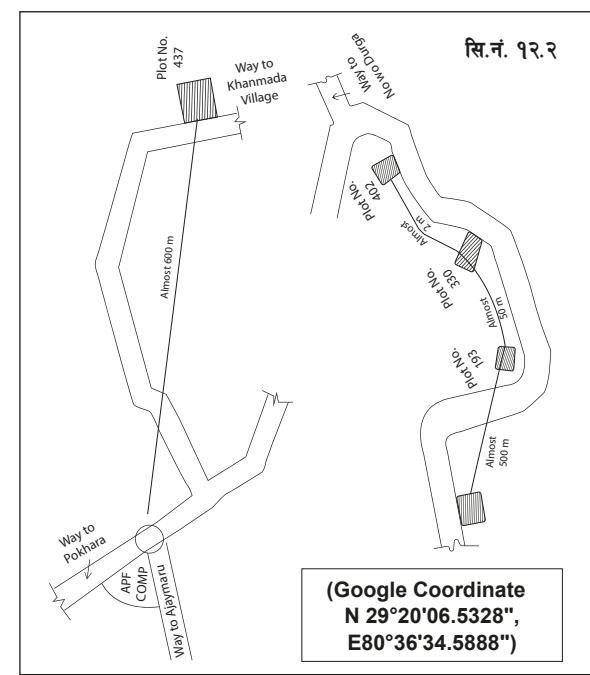 सि.नं. १२.२
Plot No.
437
Way to
Khanmada
Village
Way to
Nowo Durga
Plot No.
402
Almost
2 m
Plot No.
330
Almost
50 m
Plot No.
193
Almost
500 m
Almost 600 m
Way to
Pokhara
APF
COMP
Way to Ajaymaru
(Google Coordinate
N 29°20'06.5328",
E80°36'34.5888")